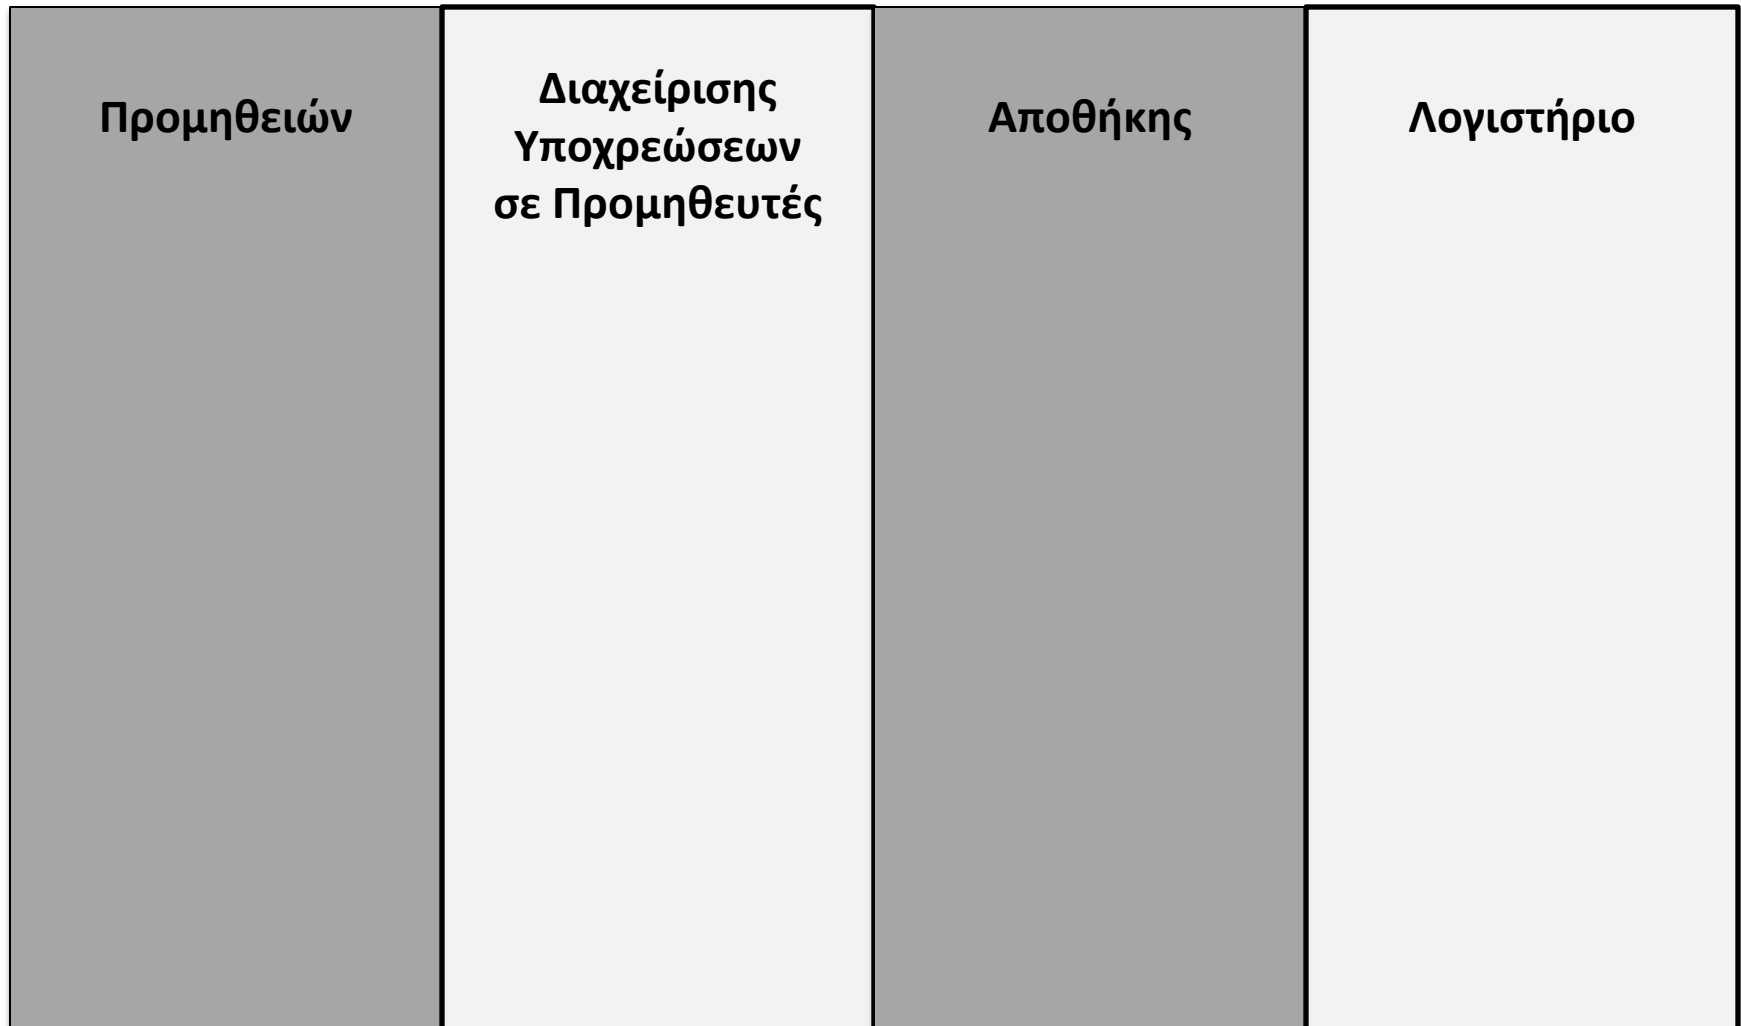 Προμηθειών
Διαχείρισης
Υποχρεώσεων
σε Προμηθευτές
Αποθήκης
Λογιστήριο